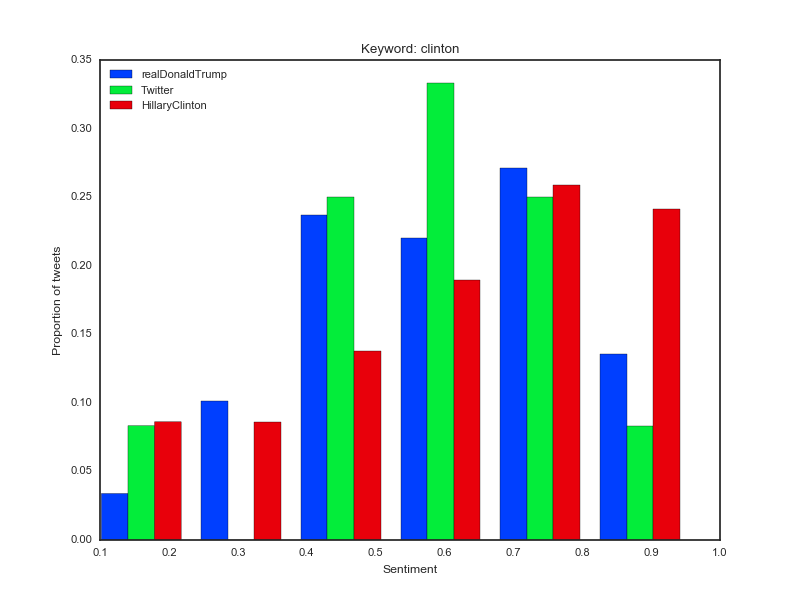 Keyword: clinton
realDonaldTrump
Twitter
HillaryClinton
0.35
0.30
0.25
0.20
0.15
0.10
0.05
0.00
Proportion of tweets
0.1 0.2 0.3 0.4 0.5 0.6 0.7 0.8 0.9 1.0
Sentiment